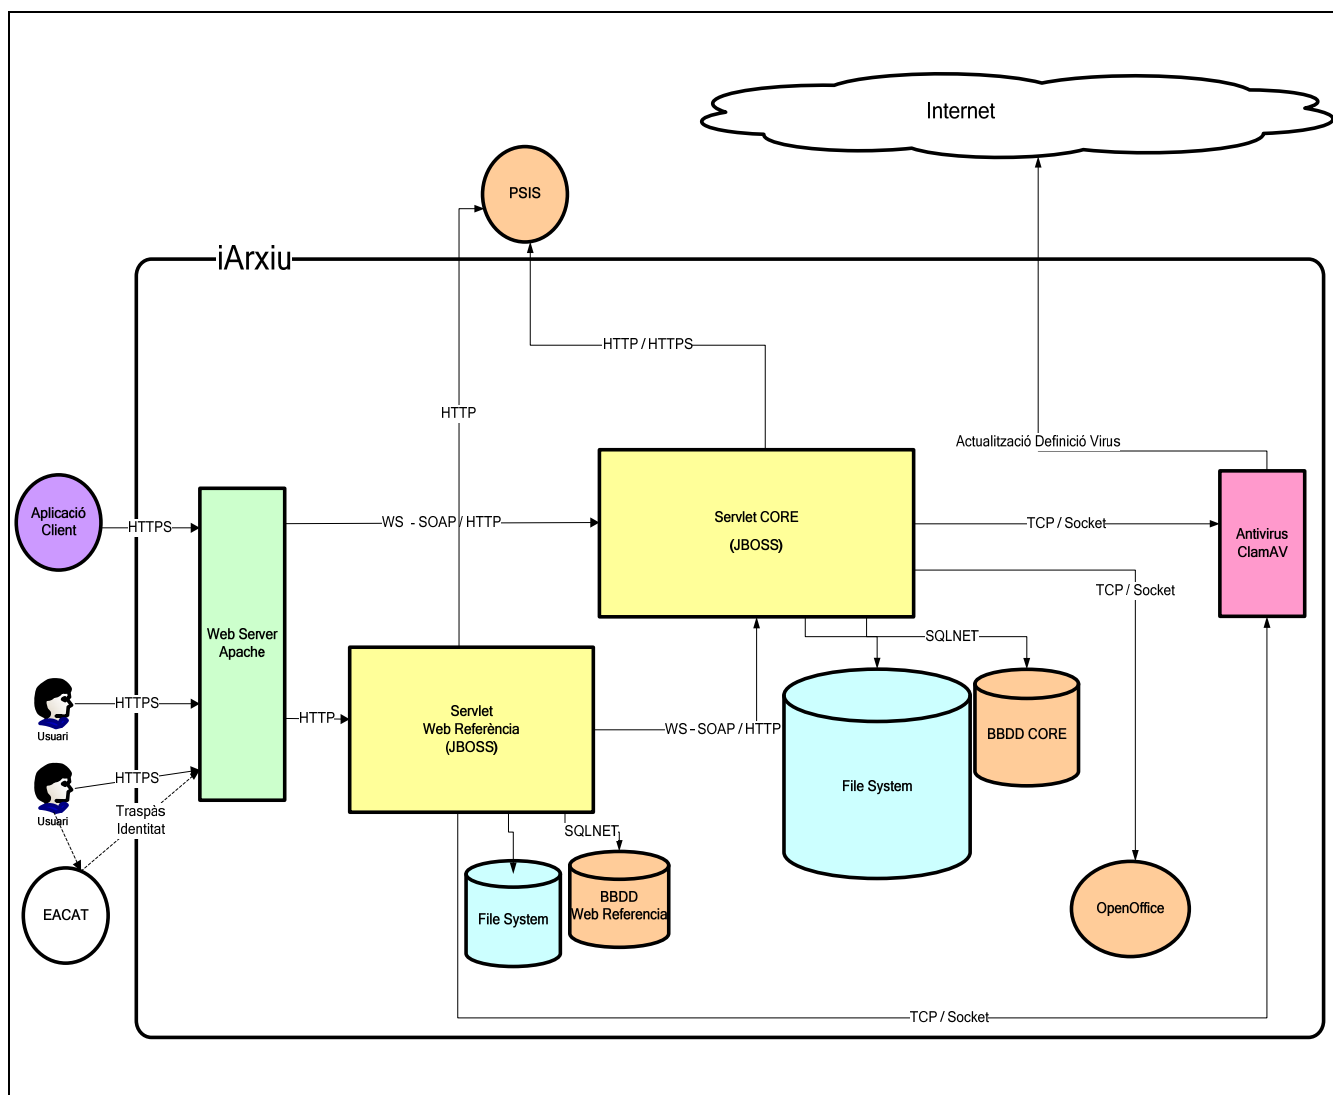 Internet
PSIS
iArxiu
HTTP / HTTPS
HTTP
Actualització Definició Virus
Aplicació
Client
HTTPS
WS - SOAP / HTTP
Servlet CORE
(JBOSS)
TCP / Socket
Antivirus
ClamAV
TCP / Socket
Web Server
Apache
SQLNET
Usuari
HTTPS
HTTP
Servlet
Web Referència
(JBOSS)
WS - SOAP / HTTP
BBDD CORE
File System
HTTPS
Usuari
Traspàs
Identitat
SQLNET
EACAT
File System
BBDD
Web Referencia
OpenOffice
TCP / Socket